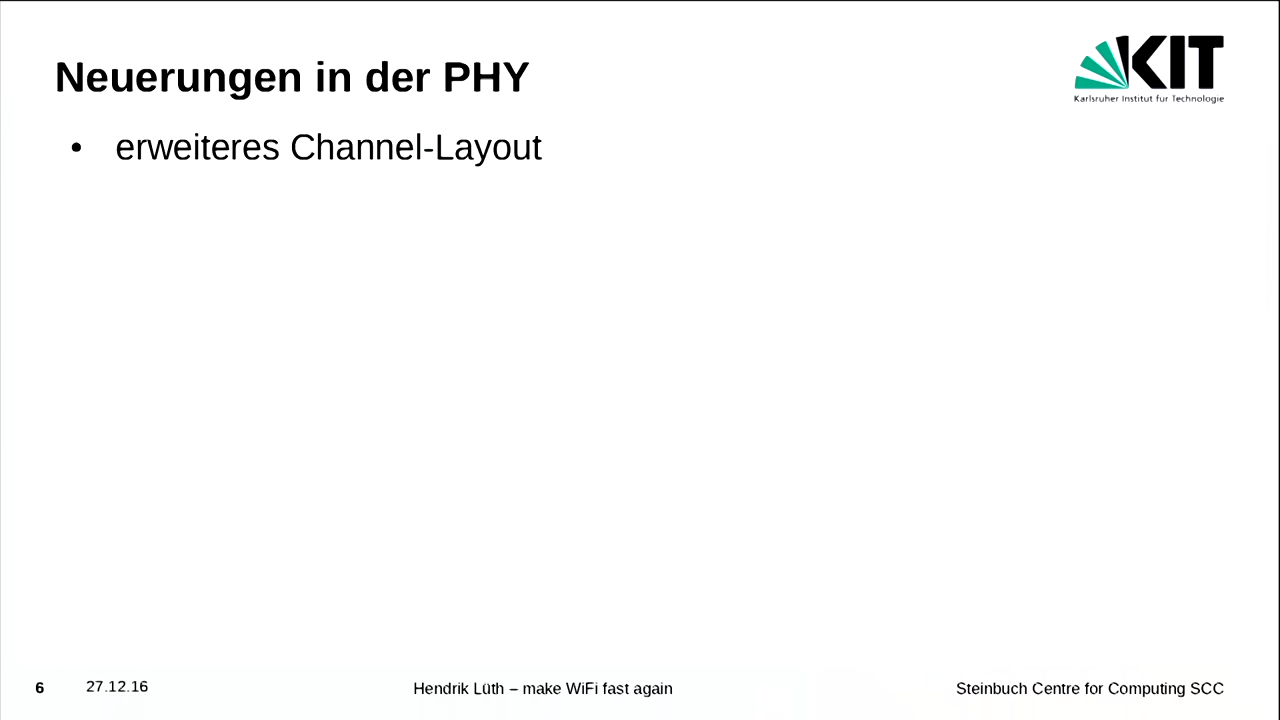 Neuerungen in der PHY
KIT
Karlsruher Institut für Technologie
• erweiteres Channel-Layout
6
27.12.16
Hendrik Lüth – make WiFi fast again
Steinbuch Centre for Computing SCC